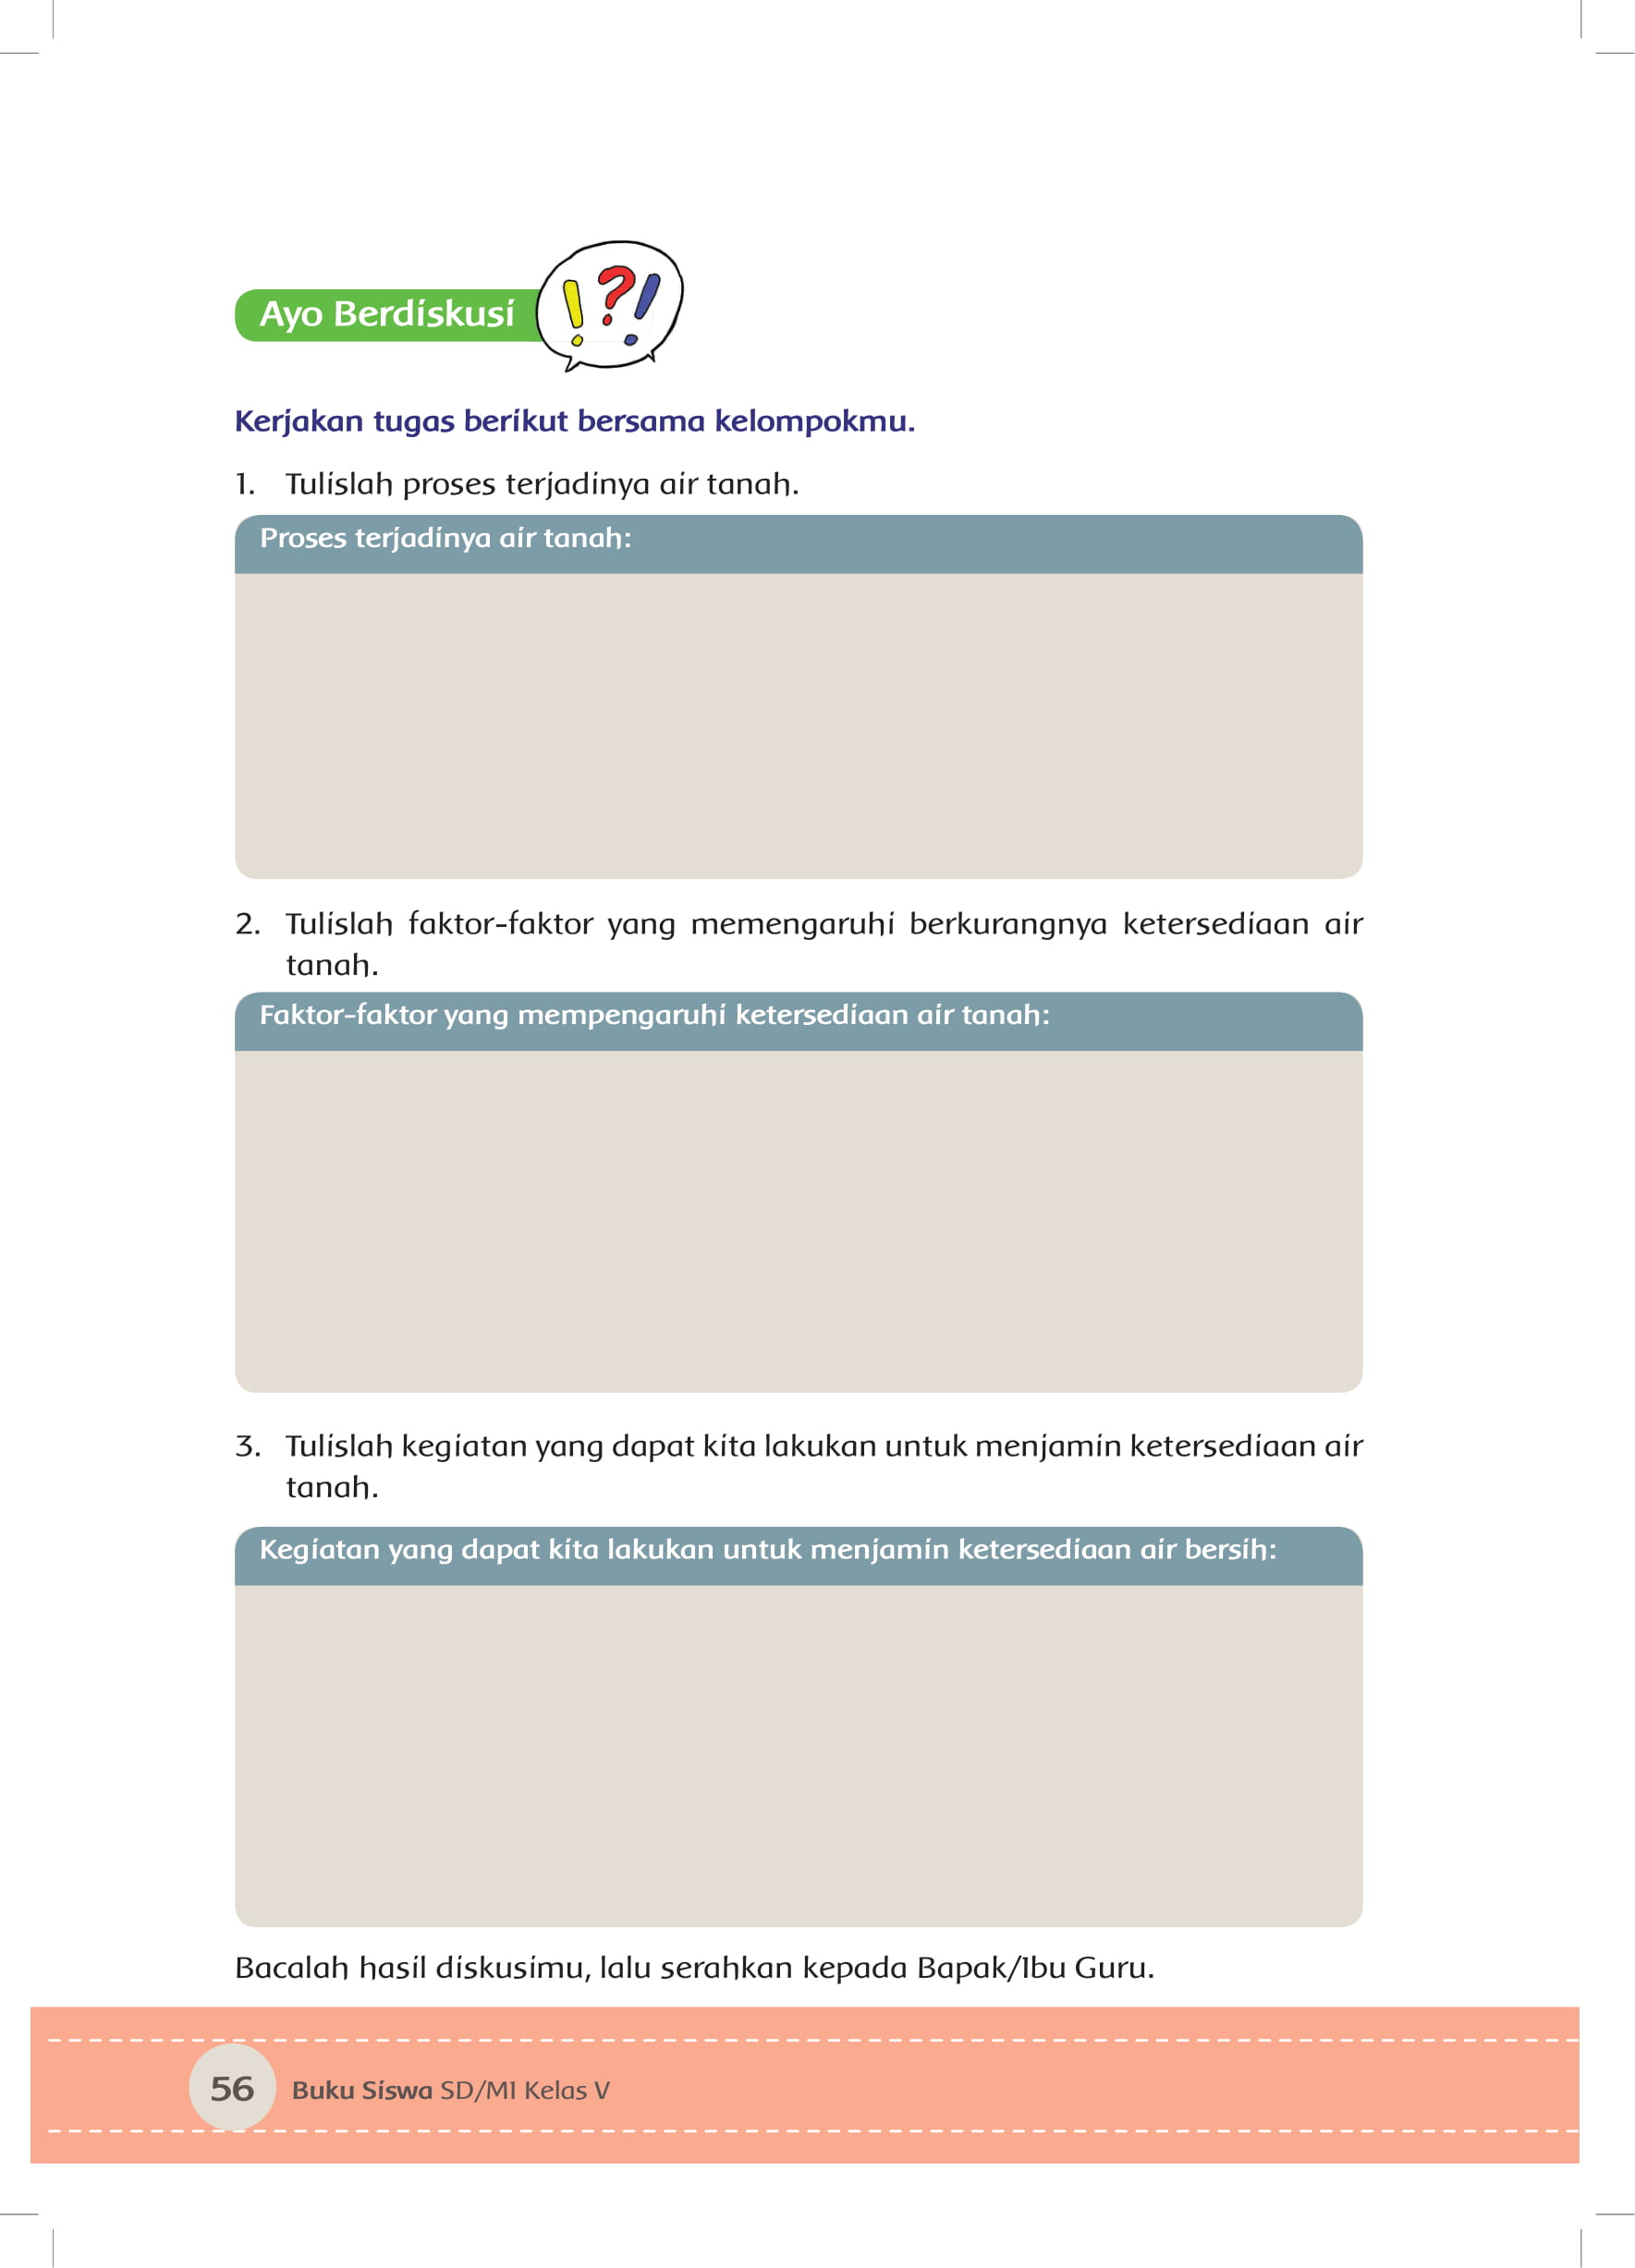 Ayo Berdiskusi
Kerjakan tugas berikut bersama kelompokmu.
1. Tulislah proses terjadinya air tanah.
Proses terjadinya air tanah:
2. Tulislah faktor-faktor yang memengaruhi berkurangnya ketersediaan air
tanah.
Faktor-faktor yang mempengaruhi ketersediaan air tanah:
3. Tulislah kegiatan yang dapat kita lakukan untuk menjamin ketersediaan air
tanah.
Kegiatan yang dapat kita lakukan untuk menjamin ketersediaan air bersih:
Bacalah hasil diskusimu, lalu serahkan kepada Bapak/Ibu Guru.
56 Buku Siswa SD/MI Kelas V